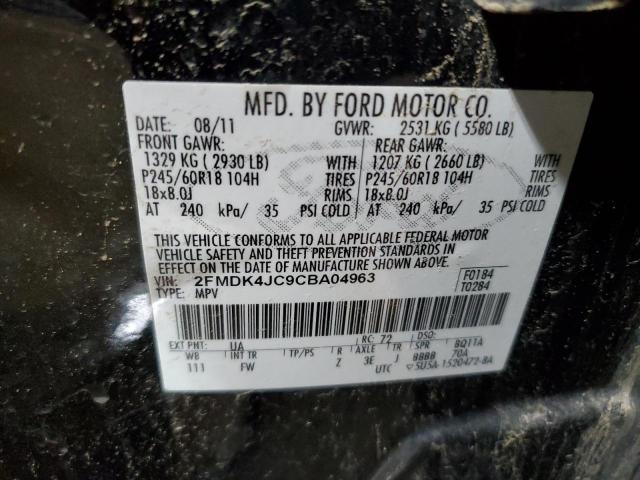 MFD. BY FORD MOTOR CO.
DATE: 08/11 GVWR: 2531 KG ( 5580 LB)
FRONT GAWR: REAR GAWR:
1329 KG ( 2930 LB) WITH 1207 KG ( 2660 LB) WITH
P245/60R18 104H TIRES P245/60R18 104H TIRES
18x8.0J RIMS 18x8.0J RIMS
AT 240 kPa/ 35 PSI COLD AT 240 kPa/ 35 PSI COLD
THIS VEHICLE CONFORMS TO ALL APPLICABLE FEDERAL MOTOR
VEHICLE SAFETY AND THEFT PREVENTION STANDARDS IN
EFFECT ON THE DATE OF MANUFACTURE SHOWN ABOVE.
VIN: 2FMDK4JC9CBA04963 F0184
TYPE: MPV T0284
EXT PNT: UA RC: 72 DSO:
WB INT TR TP/PS R AXLE TR SPR BQ11A
111 FW Z 3E J BBBB 70A
UTC 5U5A-1520472-BA